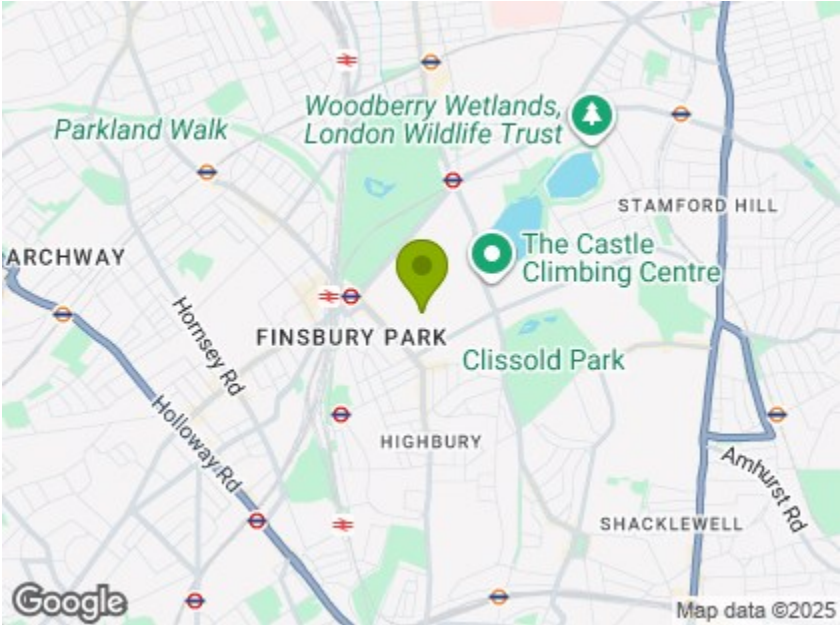 Woodberry Wetlands,
London Wildlife Trust
Parkland Walk
STAMFORD HILL
ARCHWAY
The Castle
Climbing Centre
Hornsey Rd
FINSBURY PARK
Clissold Park
Holloway Rd
HIGHBURY
Amhurst Rd
SHACKLEWELL
Google
Map data ©2025